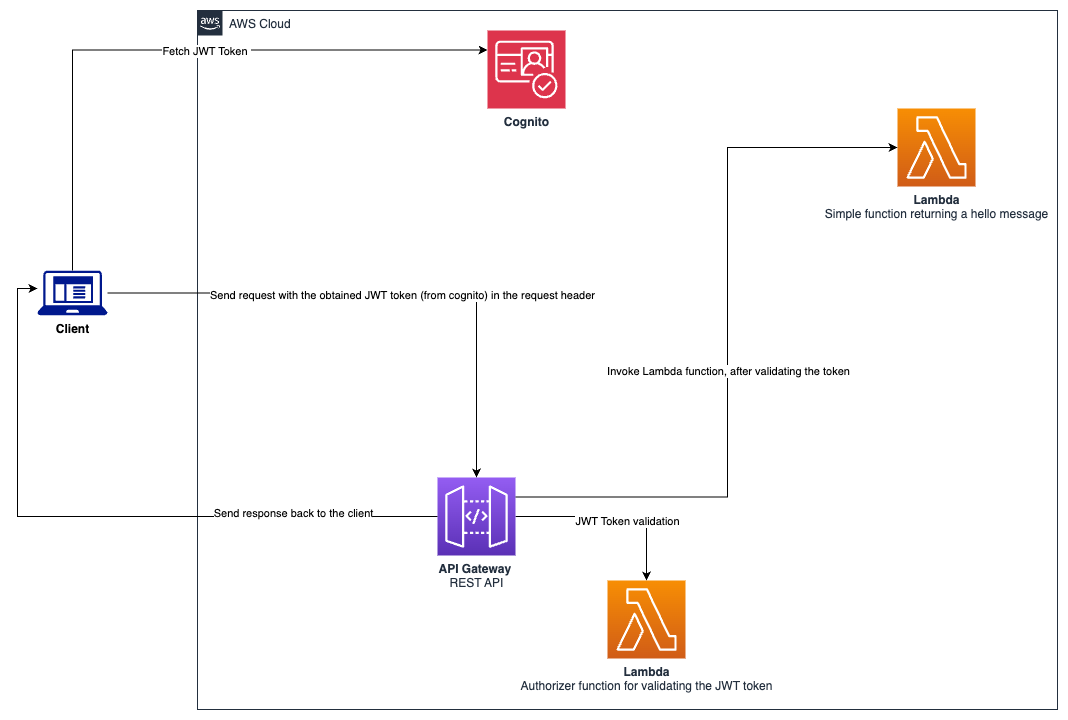 aws
AWS Cloud
Fetch JWT Token
Cognito
Lambda
Simple function returning a hello message
Send request with the obtained JWT token (from cognito) in the request header
Client
Invoke Lambda function, after validating the token
Send response back to the client
</>
JWT Token validation
API Gateway
REST API
Lambda
Authorizer function for validating the JWT token